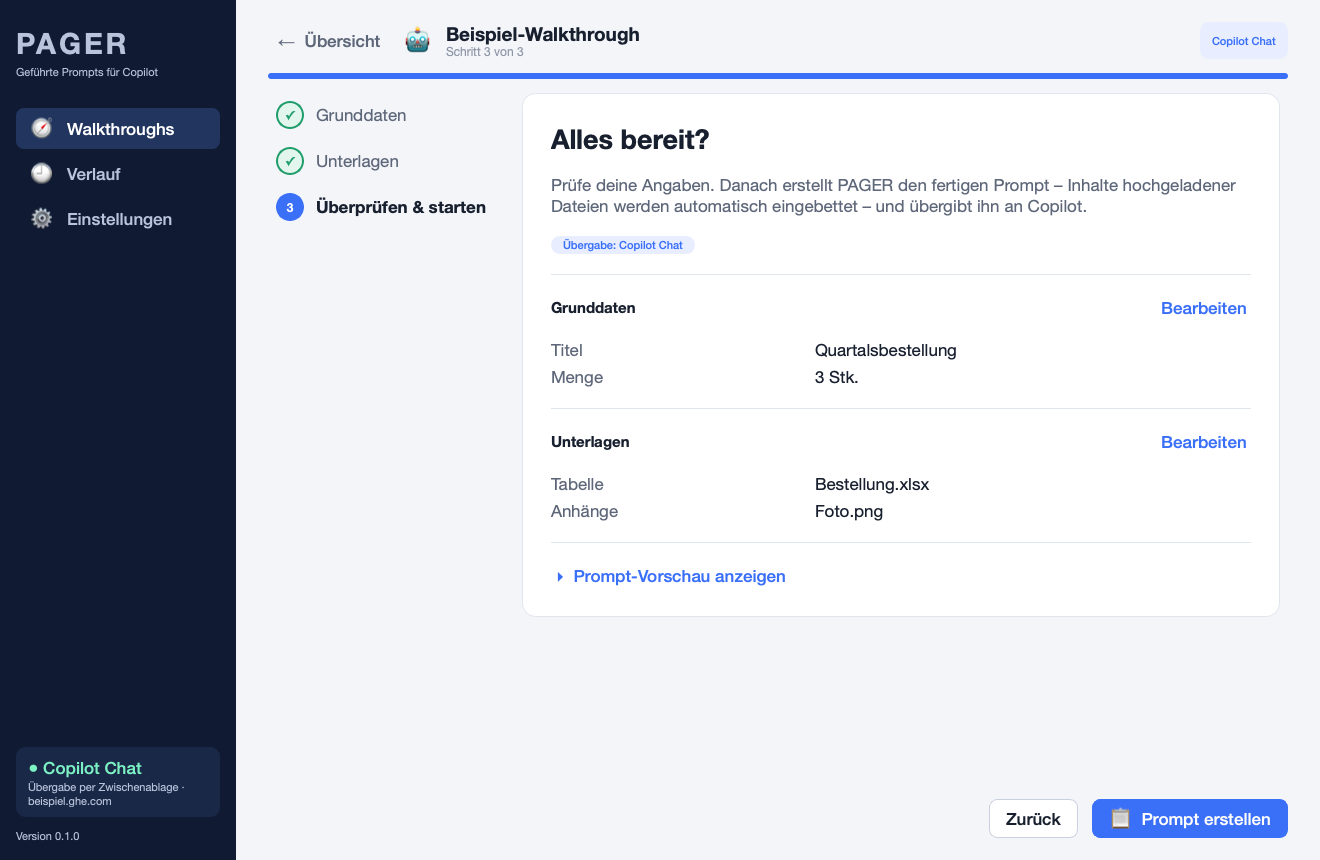 PAGER
Geführte Prompts für Copilot
Walkthroughs
Verlauf
Einstellungen
Copilot Chat
Übergabe per Zwischenablage ·
beispiel.ghe.com
Version 0.1.0
← Übersicht
Beispiel-Walkthrough
Schritt 3 von 3
Copilot Chat
✓ Grunddaten
✓ Unterlagen
3 Überprüfen & starten
Alles bereit?
Prüfe deine Angaben. Danach erstellt PAGER den fertigen Prompt – Inhalte hochgeladener
Dateien werden automatisch eingebettet – und übergibt ihn an Copilot.
Übergabe: Copilot Chat
Grunddaten Bearbeiten
Titel Quartalsbestellung
Menge 3 Stk.
Unterlagen Bearbeiten
Tabelle Bestellung.xlsx
Anhänge Foto.png
Prompt-Vorschau anzeigen
Zurück
Prompt erstellen